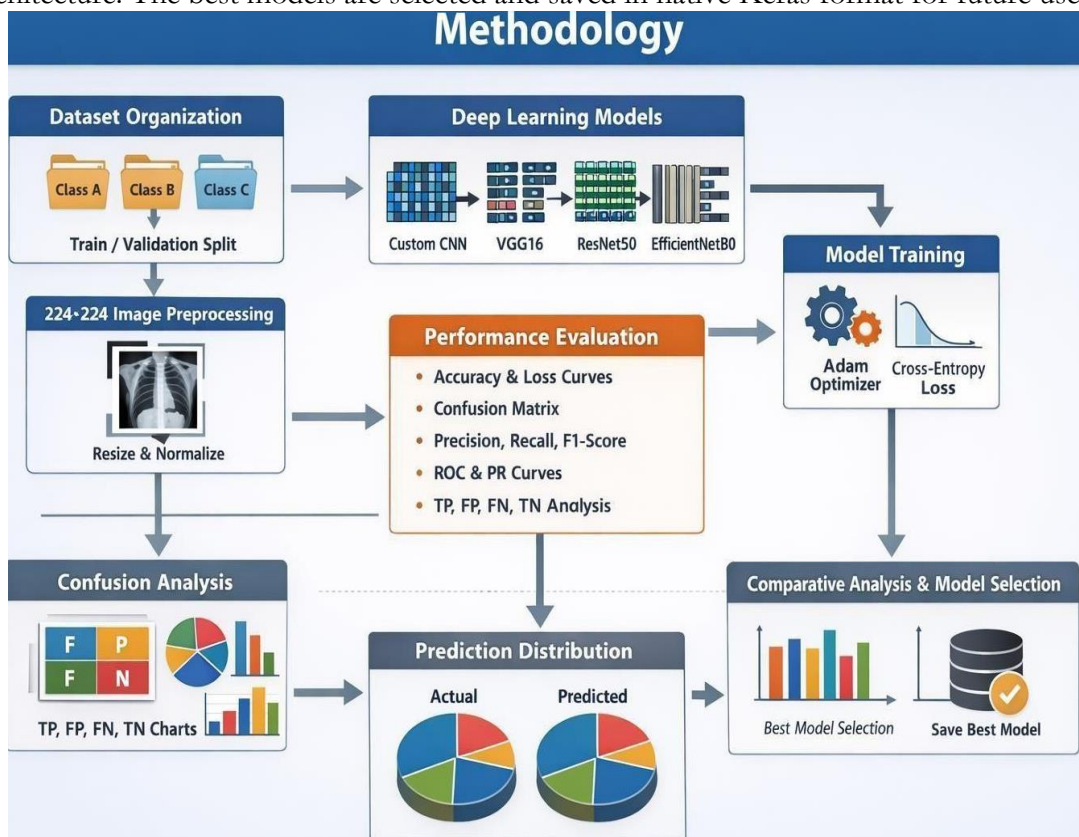 chitecture. The best models are selected and saved in native Keras format for future use
Methodology
Dataset Organization
Class A
Class B
Class C
Train / Validation Split
Deep Learning Models
Custom CNN
VGG16
ResNet50
EfficientNetB0
Model Training
Adam
Optimizer
Cross-Entropy
Loss
224•224 Image Preprocessing
Resize & Normalize
Performance Evaluation
• Accuracy & Loss Curves
• Confusion Matrix
• Precision, Recall, F1-Score
• ROC & PR Curves
• TP, FP, FN, TN Analysis
Confusion Analysis
F P
F N
TP, FP, FN, TN Charts
Prediction Distribution
Actual
Predicted
Comparative Analysis & Model Selection
Best Model Selection
Save Best Model